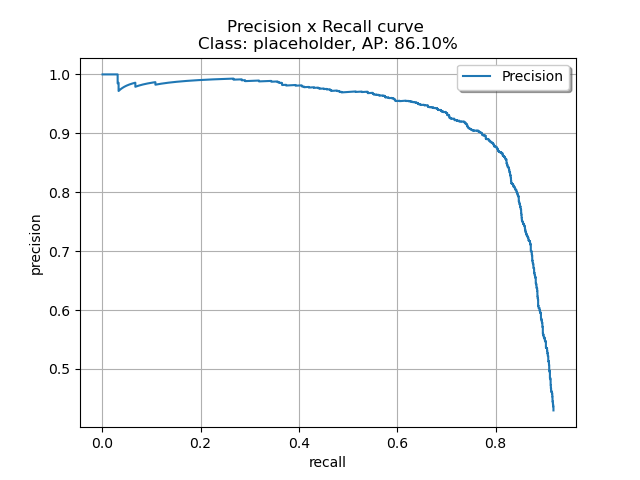 Precision x Recall curve
Class: placeholder, AP: 86.10%
Precision
1.0
0.9
0.8
0.7
0.6
0.5
precision
0.0 0.2 0.4 0.6 0.8
recall